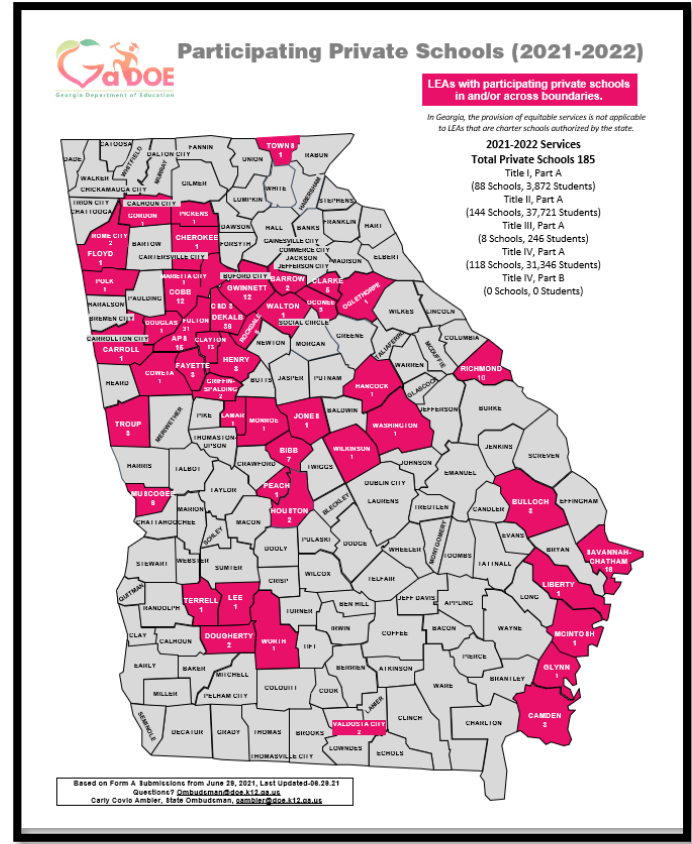 GaDOE
Georgia Department of Education
Participating Private Schools (2021-2022)
LEAs with participating private schools
in and/or across boundaries.
In Georgia, the provision of equitable services is not applicable
to LEAs that are charter schools authorized by the state.
2021-2022 Services
Total Private Schools 185
Title I, Part A
(88 Schools, 3,872 Students)
Title II, Part A
(144 Schools, 37,721 Students)
Title III, Part A
(8 Schools, 246 Students)
Title IV, Part A
(118 Schools, 31,346 Students)
Title IV, Part B
(0 Schools, 0 Students)
DADE
CATOOSA
WHITFIELD
MURRAY
DALTON CITY
FANNIN
UNION
TOWNS
1
RABUN
WALKER
CHICKAMAUGA CITY
GILMER
LUMPKIN
WHITE
HABERSHAM
STEPHENS
TRION CITY
CHATTOOGA
CALHOUN CITY
GORDON
1
PICKENS
1
DAWSON
HALL
BANKS
FRANKLIN
HART
ROME CITY
2
FLOYD
1
BARTOW
CHEROKEE
1
FORSYTH
GAINESVILLE CITY
COMMERCE CITY
JACKSON
JEFFERSON CITY
MADISON
ELBERT
CARTERSVILLE CITY
POLK
1
MARIETTA CITY
1
BUFORD CITY
GWINNETT
12
BARROW
2
CLARKE
OGLETHORPE
1
HARALSON
PAULDING
COBB
12
DEKALB
WALTON
1
OCONEE
WILKES
LINCOLN
BREMEN CITY
DOUGLAS
1
FULTON
31
APS
ROCKDALE
SOCIAL CIRCLE
GREENE
TALIAFERRO
MCDUFFIE
COLUMBIA
CARROLLTON CITY
CARROLL
1
CLAYTON
13
NEWTON
MORGAN
WARREN
RICHMOND
10
HEARD
COWETA
1
FAYETTE
HENRY
GRIFFIN-
SPALDING
2
BUTTS
JASPER
PUTNAM
HANCOCK
1
GLASCOCK
JEFFERSON
BURKE
TROUP
MERIWETHER
PIKE
LAMAR
1
MONROE
1
JONES
1
BALDWIN
WASHINGTON
1
THOMASTON-
UPSON
WILKINSON
1
JENKINS
SCREVEN
HARRIS
TALBOT
CRAWFORD
BIBB
7
TWIGGS
JOHNSON
EMANUEL
MUSCOGEE
TAYLOR
PEACH
1
BLECKLEY
DUBLIN CITY
LAURENS
TREUTLEN
CANDLER
BULLOCH
EFFINGHAM
CHATTAHOOCHEE
MARION
SCHLEY
MACON
HOUSTON
2
PULASKI
DODGE
WHEELER
MONTGOMERY
TOOMBS
EVANS
TATTNALL
BRYAN
SAVANNAH-
CHATHAM
STEWART
WEBSTER
SUMTER
DOOLY
WILCOX
TELFAIR
LIBERTY
1
LONG
QUITMAN
RANDOLPH
TERRELL
1
LEE
1
CRISP
TURNER
BEN HILL
JEFF DAVIS
APPLING
WAYNE
MCINTOSH
1
CLAY
CALHOUN
DOUGHERTY
2
WORTH
1
TIFT
IRWIN
COFFEE
BACON
PIERCE
GLYNN
1
EARLY
BAKER
MITCHELL
BERRIEN
ATKINSON
WARE
BRANTLEY
MILLER
PELHAM CITY
COLQUITT
COOK
LANIER
CLINCH
CHARLTON
CAMDEN
SEMINOLE
DECATUR
GRADY
THOMAS
BROOKS
VALDOSTA CITY
2
LOWNDES
ECHOLS
THOMASVILLE CITY
Based on Form A Submissions from June 29, 2021, Last Updated-06.29.21
Questions? Ombudsman@doe.k12.ga.us
Carly Covic Ambler, State Ombudsman, cambler@doe.k12.ga.us